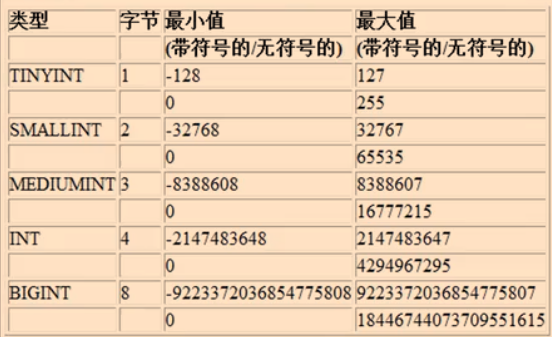 类型 字节 最小值 最大值
(带符号的/无符号的) (带符号的/无符号的)
TINYINT 1 -128 127
0 255
SMALLINT 2 -32768 32767
0 65535
MEDIUMINT 3 -8388608 8388607
0 16777215
INT 4 -2147483648 2147483647
0 4294967295
BIGINT 8 -9223372036854775808 9223372036854775807
0 18446744073709551615